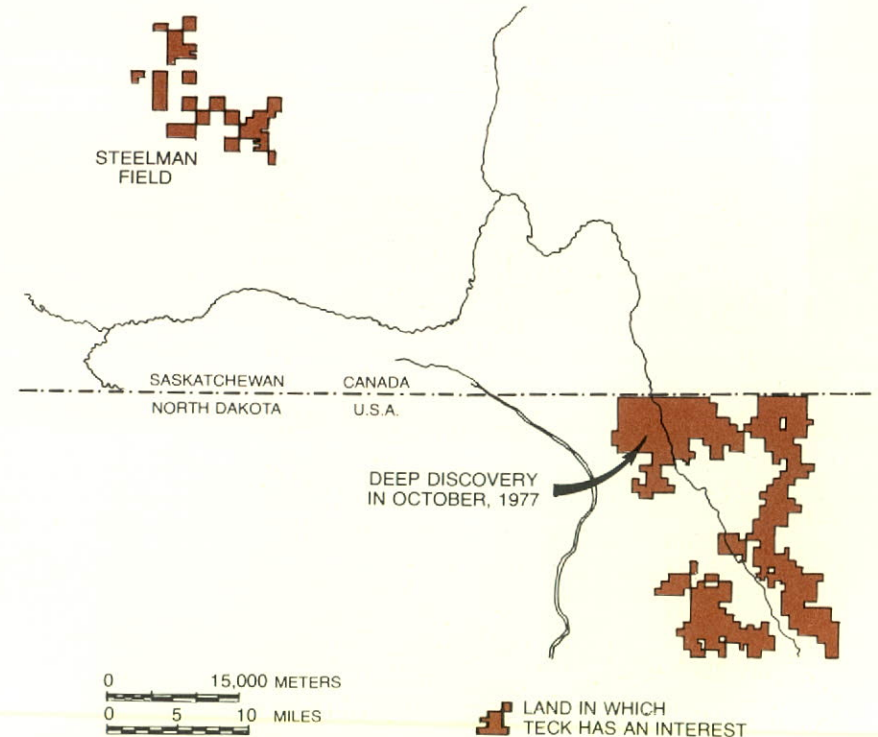 STEELMAN
FIELD
SASKATCHEWAN CANADA
NORTH DAKOTA U.S.A.
DEEP DISCOVERY
IN OCTOBER, 1977
0 15,000 METERS
0 5 10 MILES
LAND IN WHICH
TECK HAS AN INTEREST